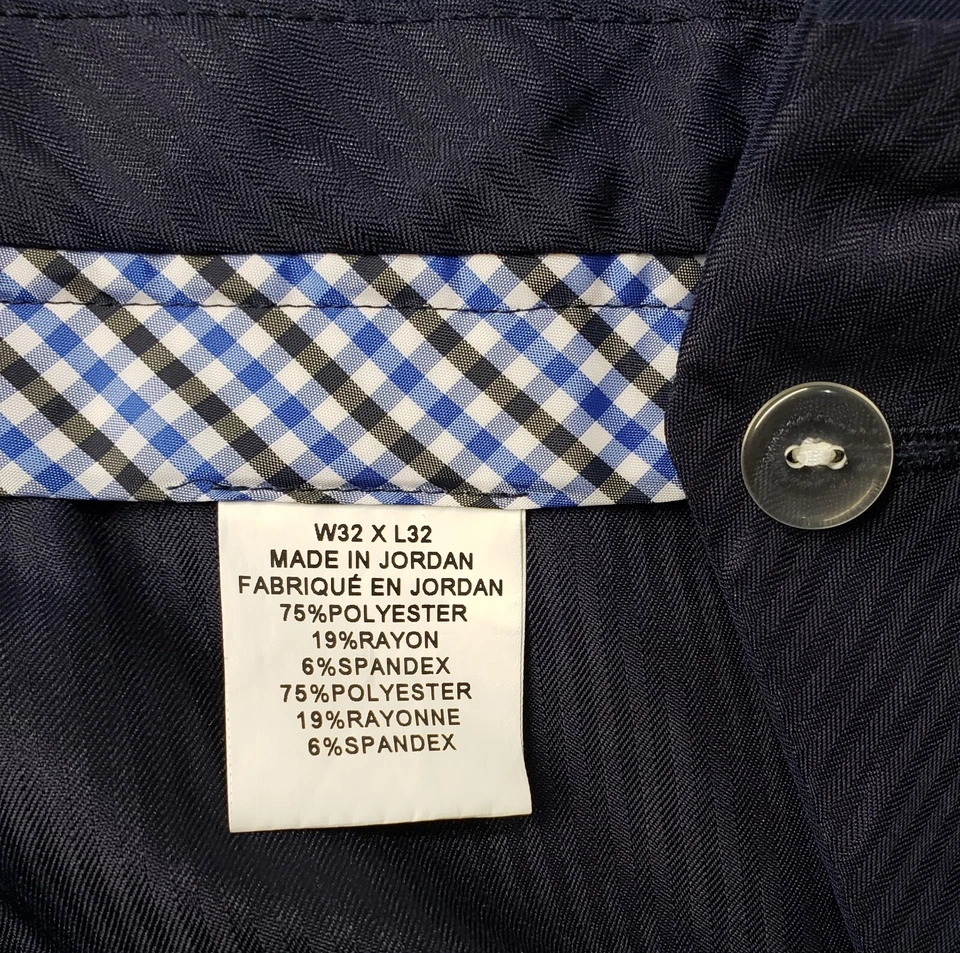 W32 X L32
MADE IN JORDAN
FABRIQUÉ EN JORDAN
75%POLYESTER
19%RAYON
6%SPANDEX
75%POLYESTER
19%RAYONNE
6%SPANDEX